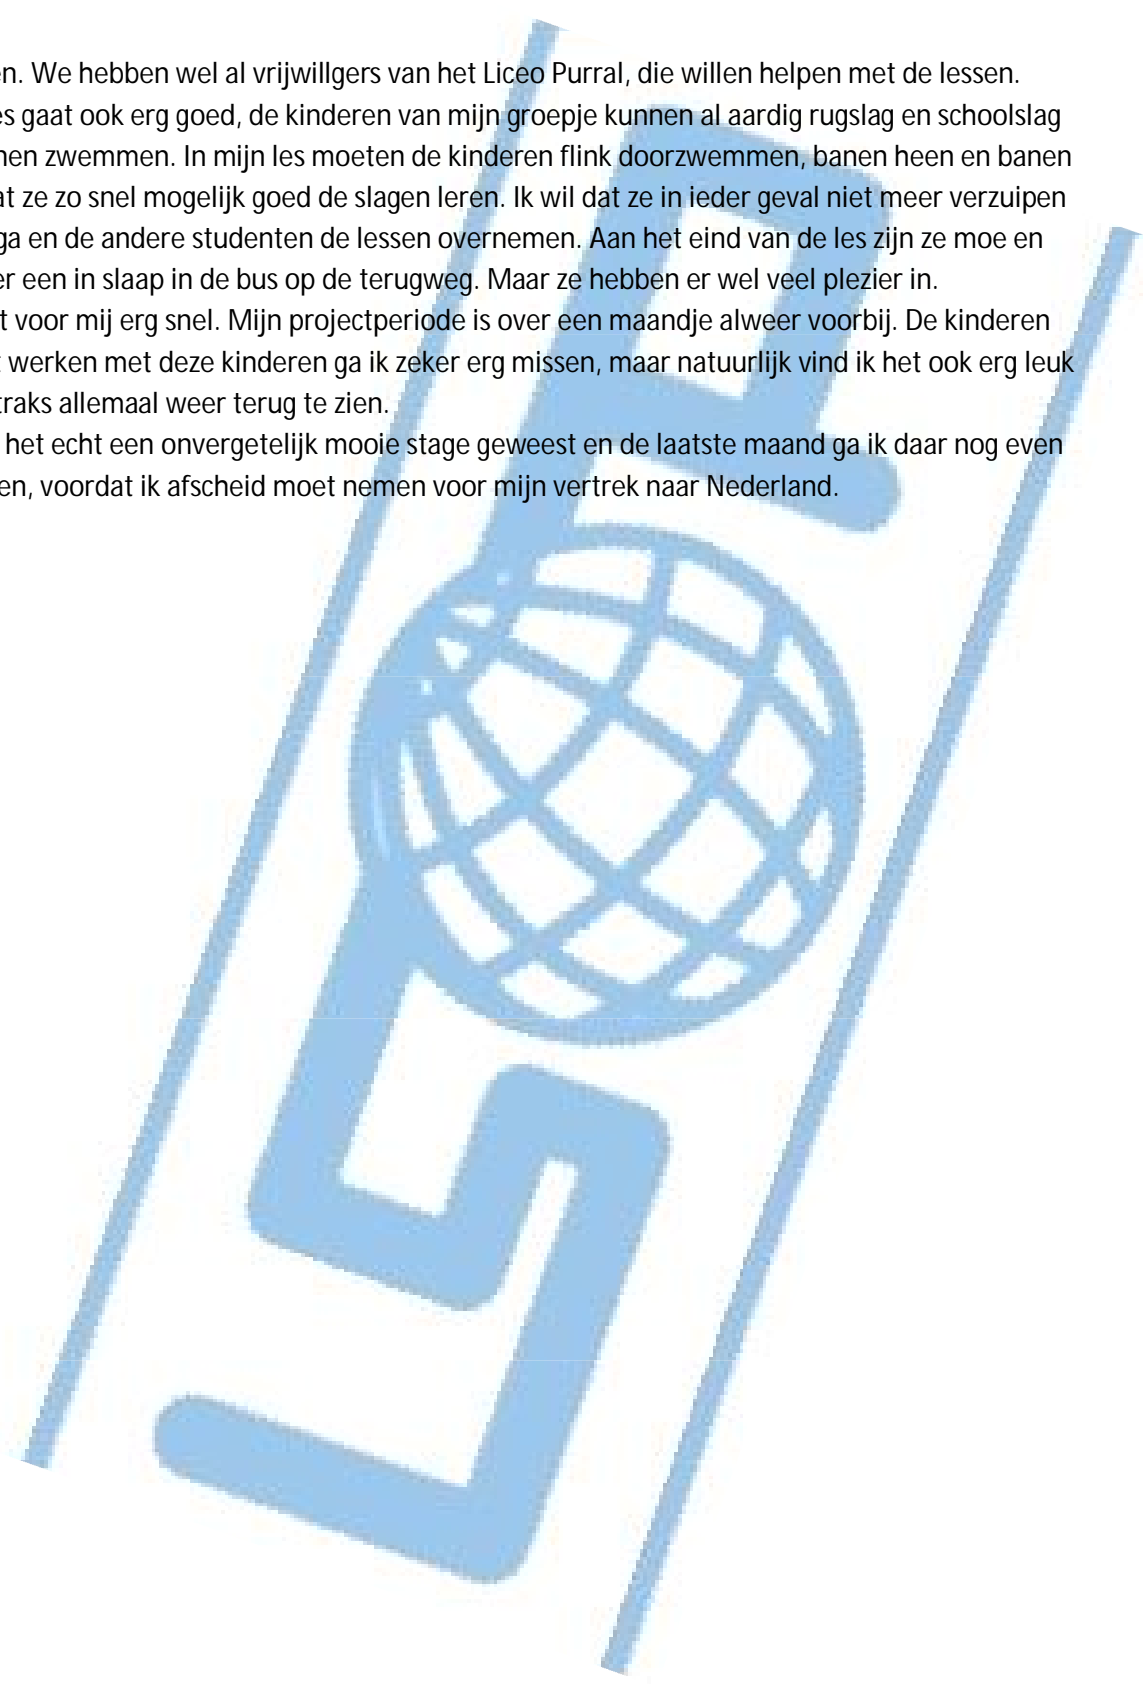 en. We hebben wel al vrijwillgers van het Liceo Purral, die willen helpen met de lessen.
es gaat ook erg goed, de kinderen van mijn groepje kunnen al aardig rugslag en schoolslag
nen zwemmen. In mijn les moeten de kinderen flink doorzwemmen, banen heen en banen
at ze zo snel mogelijk goed de slagen leren. Ik wil dat ze in ieder geval niet meer verzuipen
ga en de andere studenten de lessen overnemen. Aan het eind van de les zijn ze moe en
er een in slaap in de bus op de terugweg. Maar ze hebben er wel veel plezier in.
t voor mij erg snel. Mijn projectperiode is over een maandje alweer voorbij. De kinderen
t werken met deze kinderen ga ik zeker erg missen, maar natuurlijk vind ik het ook erg leuk
traks allemaal weer terug te zien.
het echt een onvergetelijk mooie stage geweest en de laatste maand ga ik daar nog even
en, voordat ik afscheid moet nemen voor mijn vertrek naar Nederland.